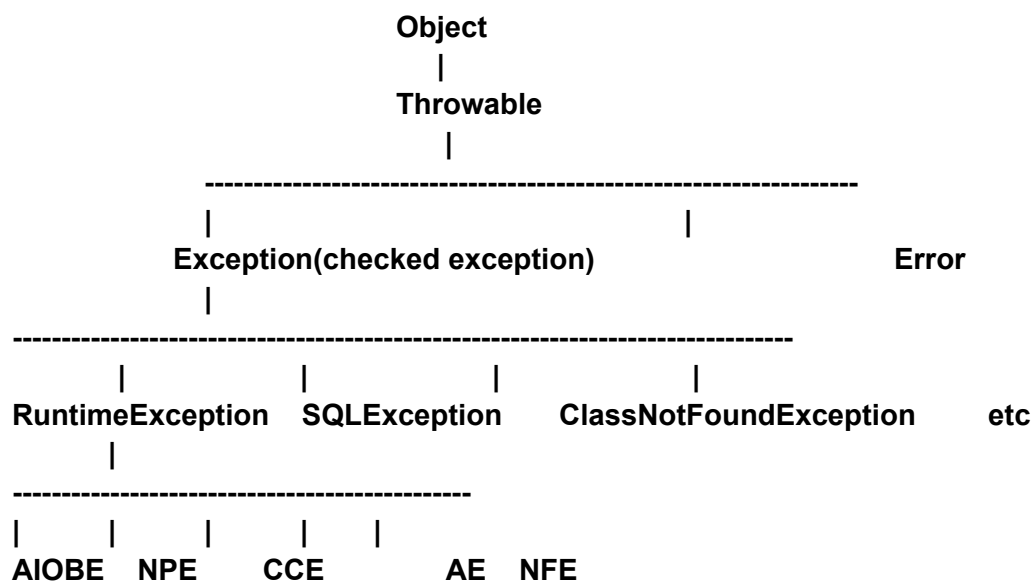 Object
|
Throwable
|
-------------------------------------------------------------------
| |
Exception(checked exception) Error
|
--------------------------------------------------------------------------------
| | | |
RuntimeException SQLException ClassNotFoundException etc
|
-----------------------------------------------
| | | | |
AIOBE NPE CCE AE NFE